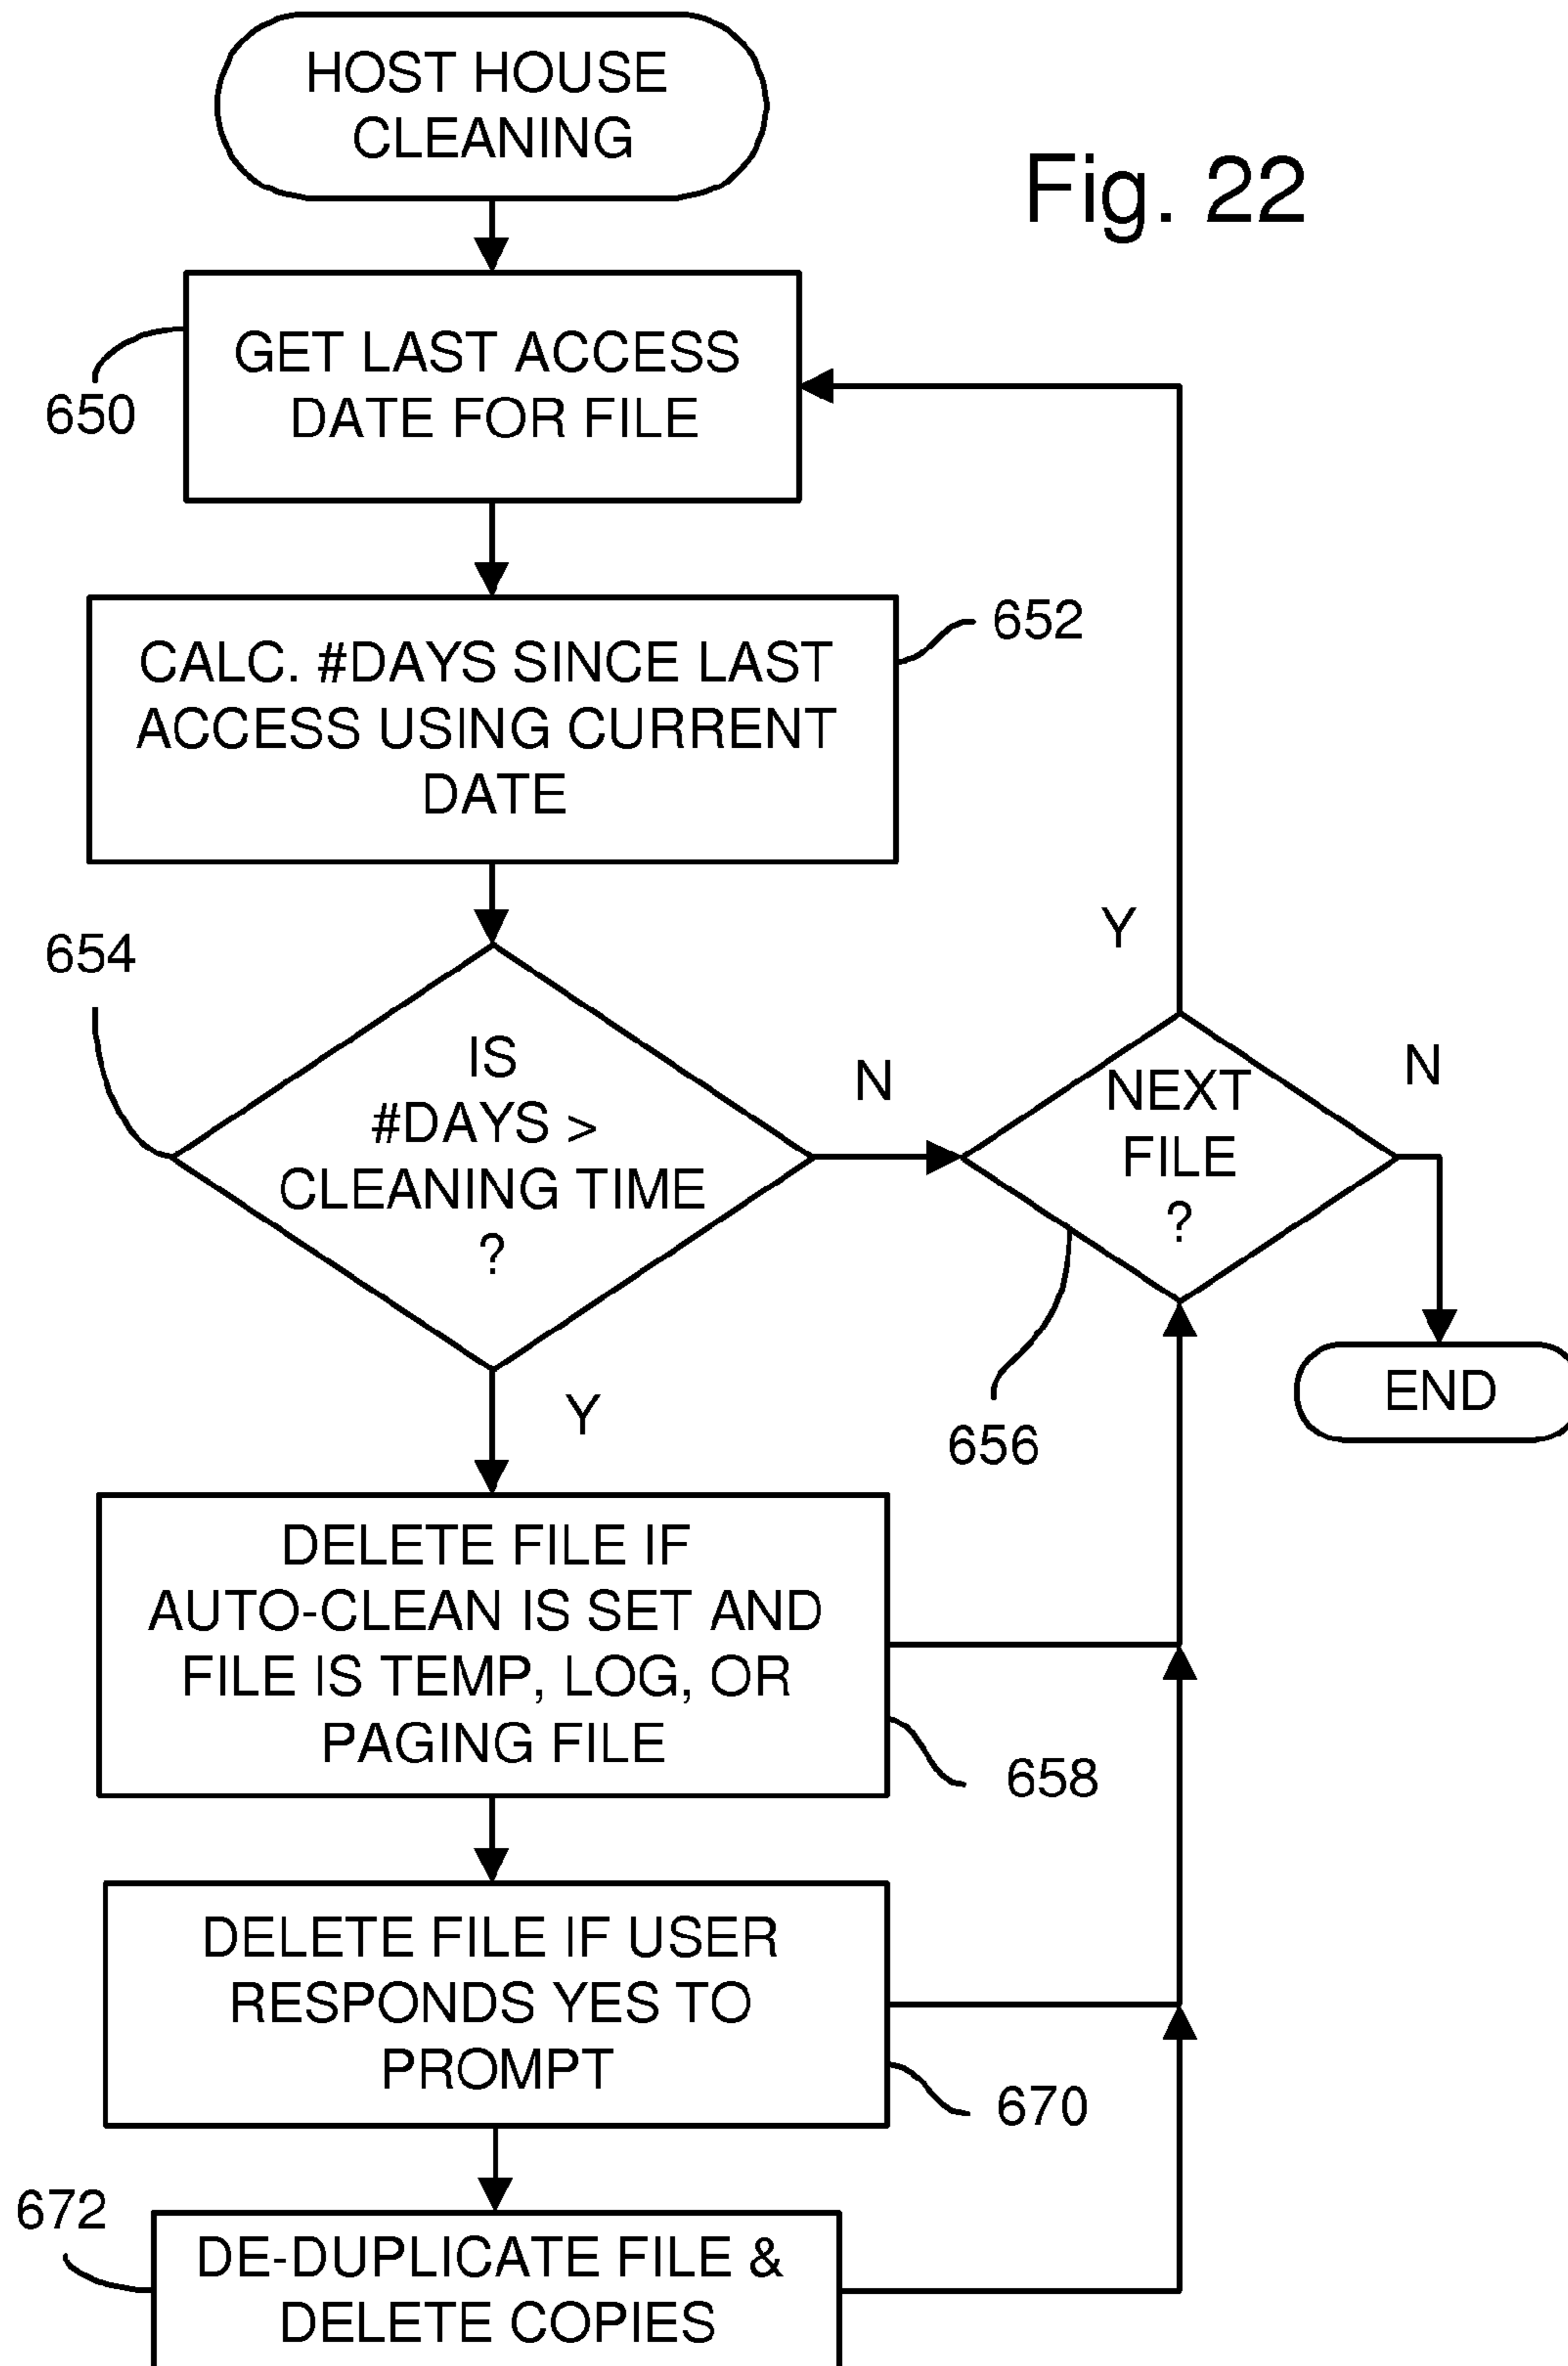 HOST HOUSE
CLEANING
Fig. 22
GET LAST ACCESS
DATE FOR FILE
650
CALC. #DAYS SINCE LAST
ACCESS USING CURRENT
DATE
652
654
IS
#DAYS >
CLEANING TIME
?
N
Y
NEXT
FILE
?
Y
N
656
END
DELETE FILE IF
AUTO-CLEAN IS SET AND
FILE IS TEMP, LOG, OR
PAGING FILE
658
DELETE FILE IF USER
RESPONDS YES TO
PROMPT
670
672
DE-DUPLICATE FILE &
DELETE COPIES